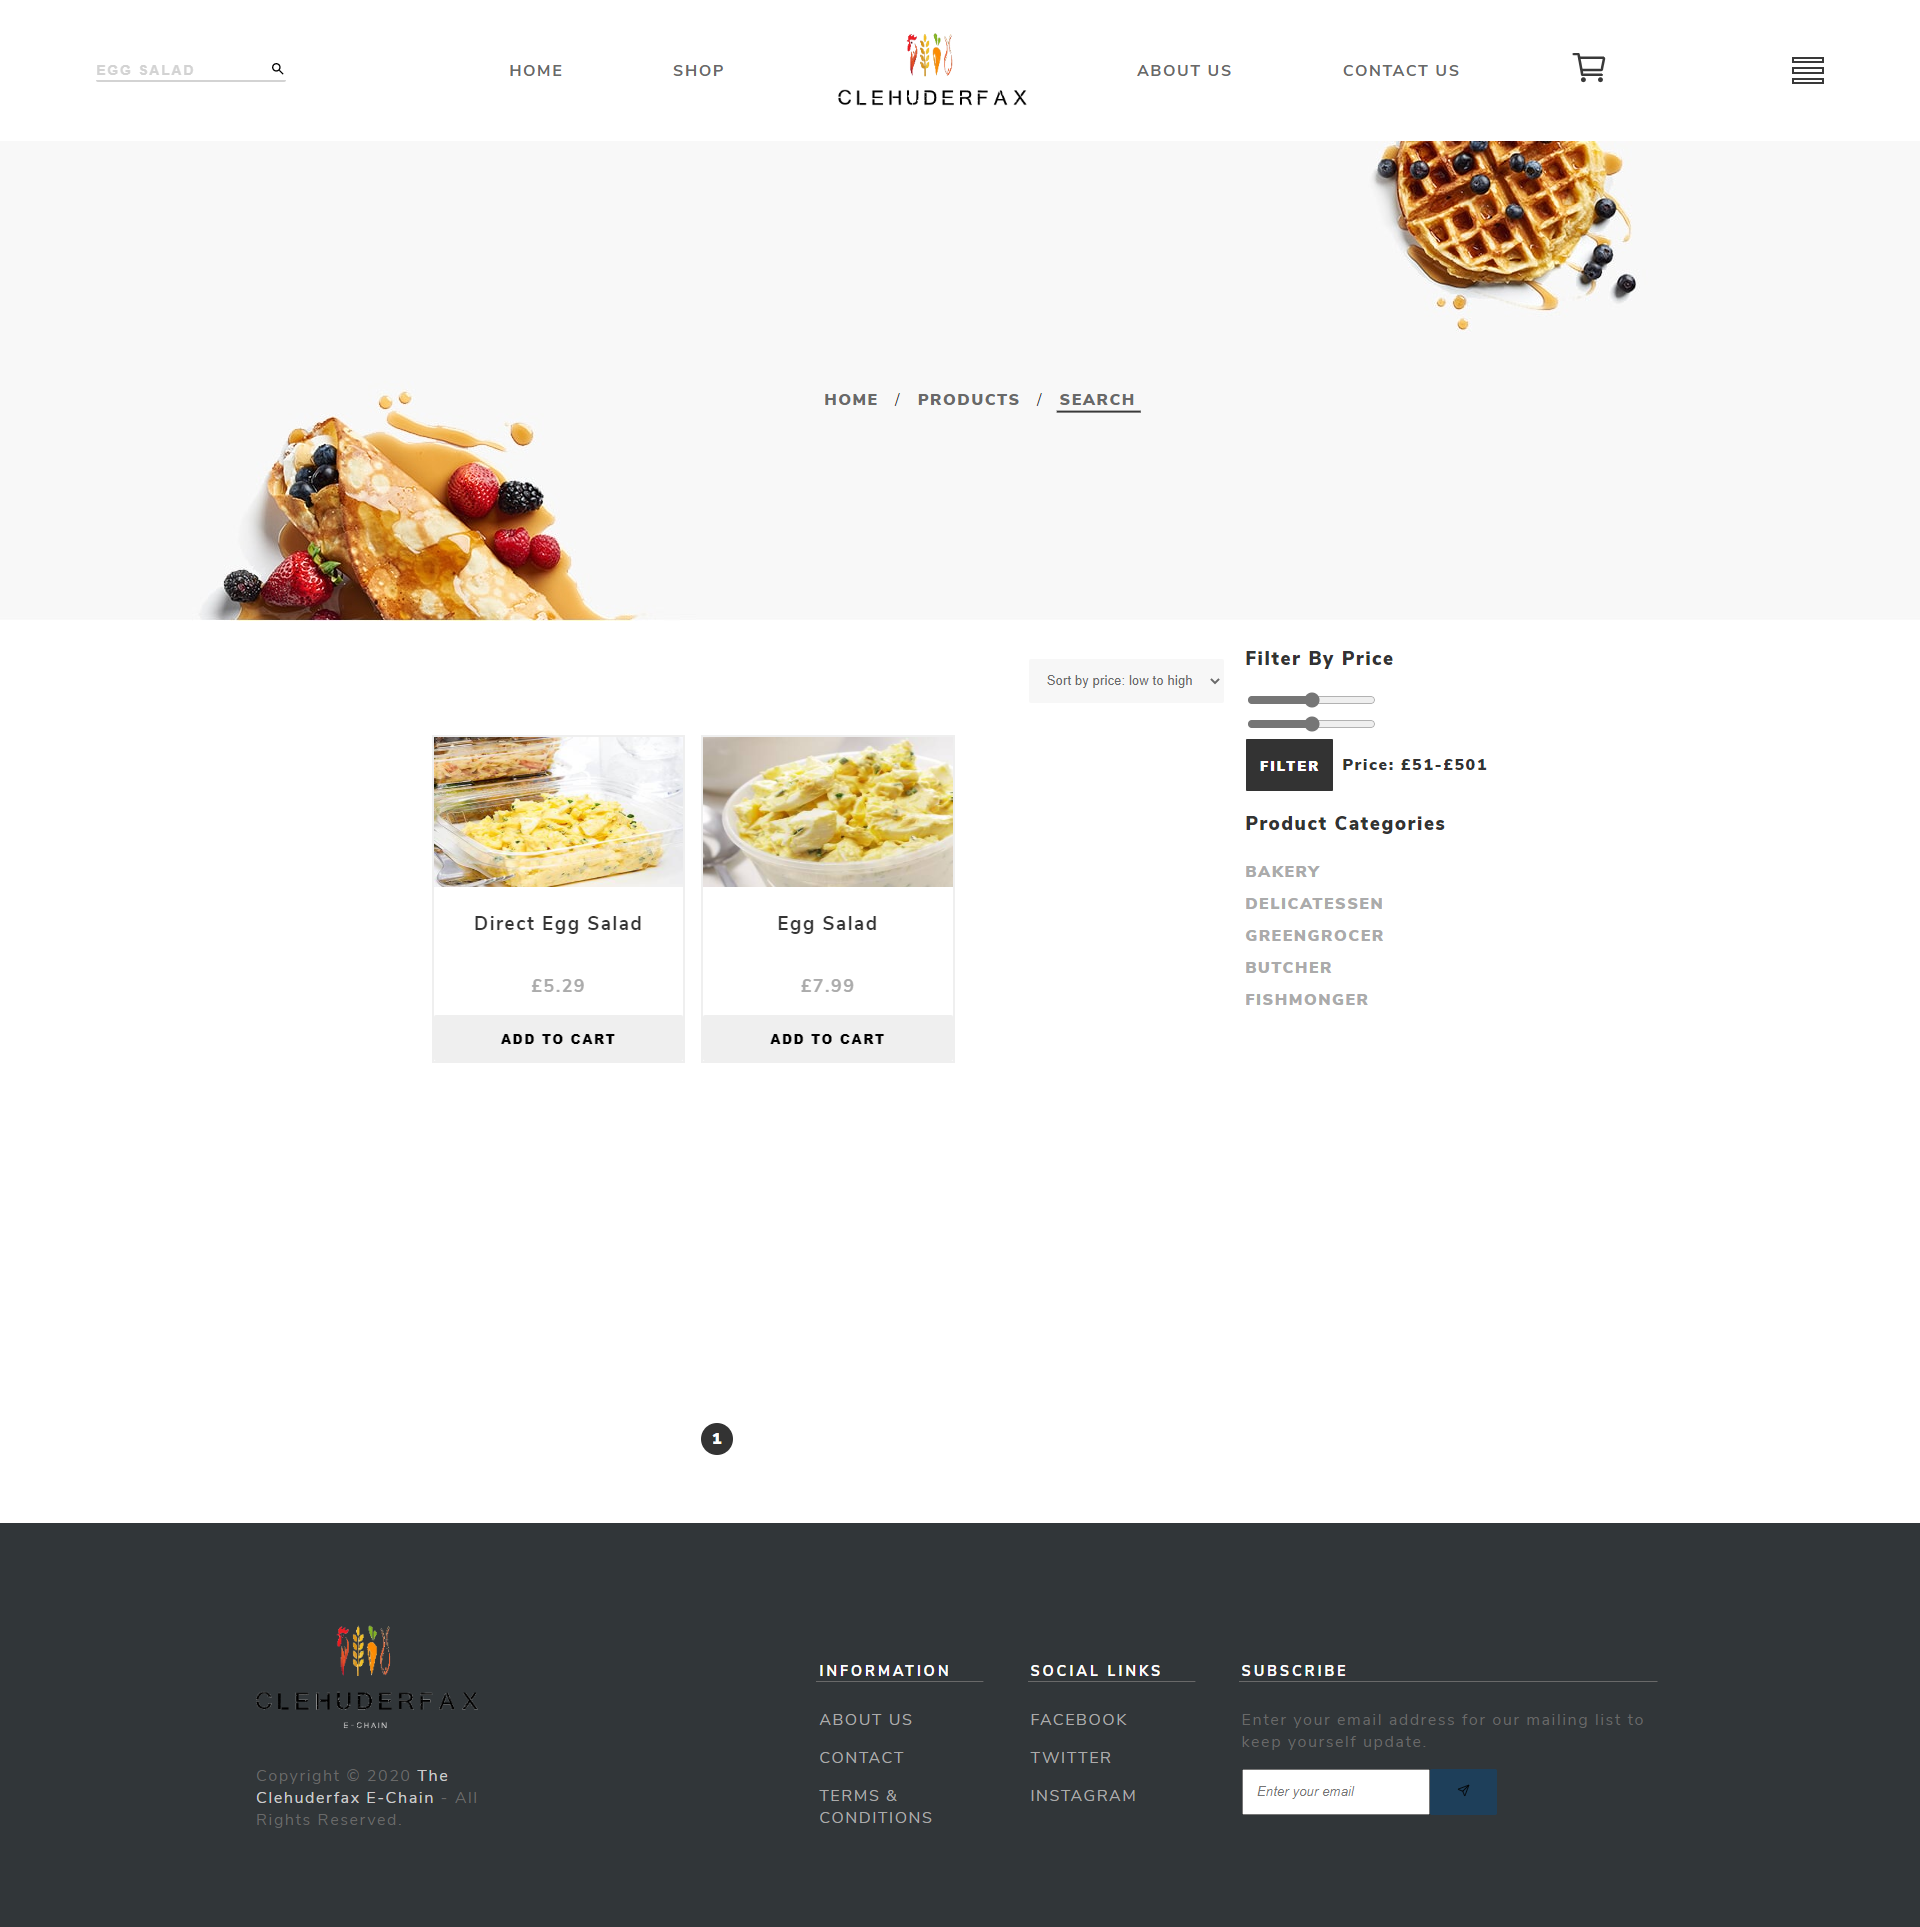 EGG SALAD
HOME
SHOP
CLEHUDERFAX
ABOUT US
CONTACT US
HOME / PRODUCTS / SEARCH
Sort by price: low to high
Filter By Price
FILTER
Price: £51-£501
Product Categories
BAKERY
DELICATESSEN
GREENGROCER
BUTCHER
FISHMONGER
Direct Egg Salad
£5.29
ADD TO CART
Egg Salad
£7.99
ADD TO CART
1
CLEHUDERFAX
E-CHAIN
Copyright © 2020 The
Clehuderfax E-Chain - All
Rights Reserved.
INFORMATION
ABOUT US
CONTACT
TERMS &
CONDITIONS
SOCIAL LINKS
FACEBOOK
TWITTER
INSTAGRAM
SUBSCRIBE
Enter your email address for our mailing list to
keep yourself update.
Enter your email